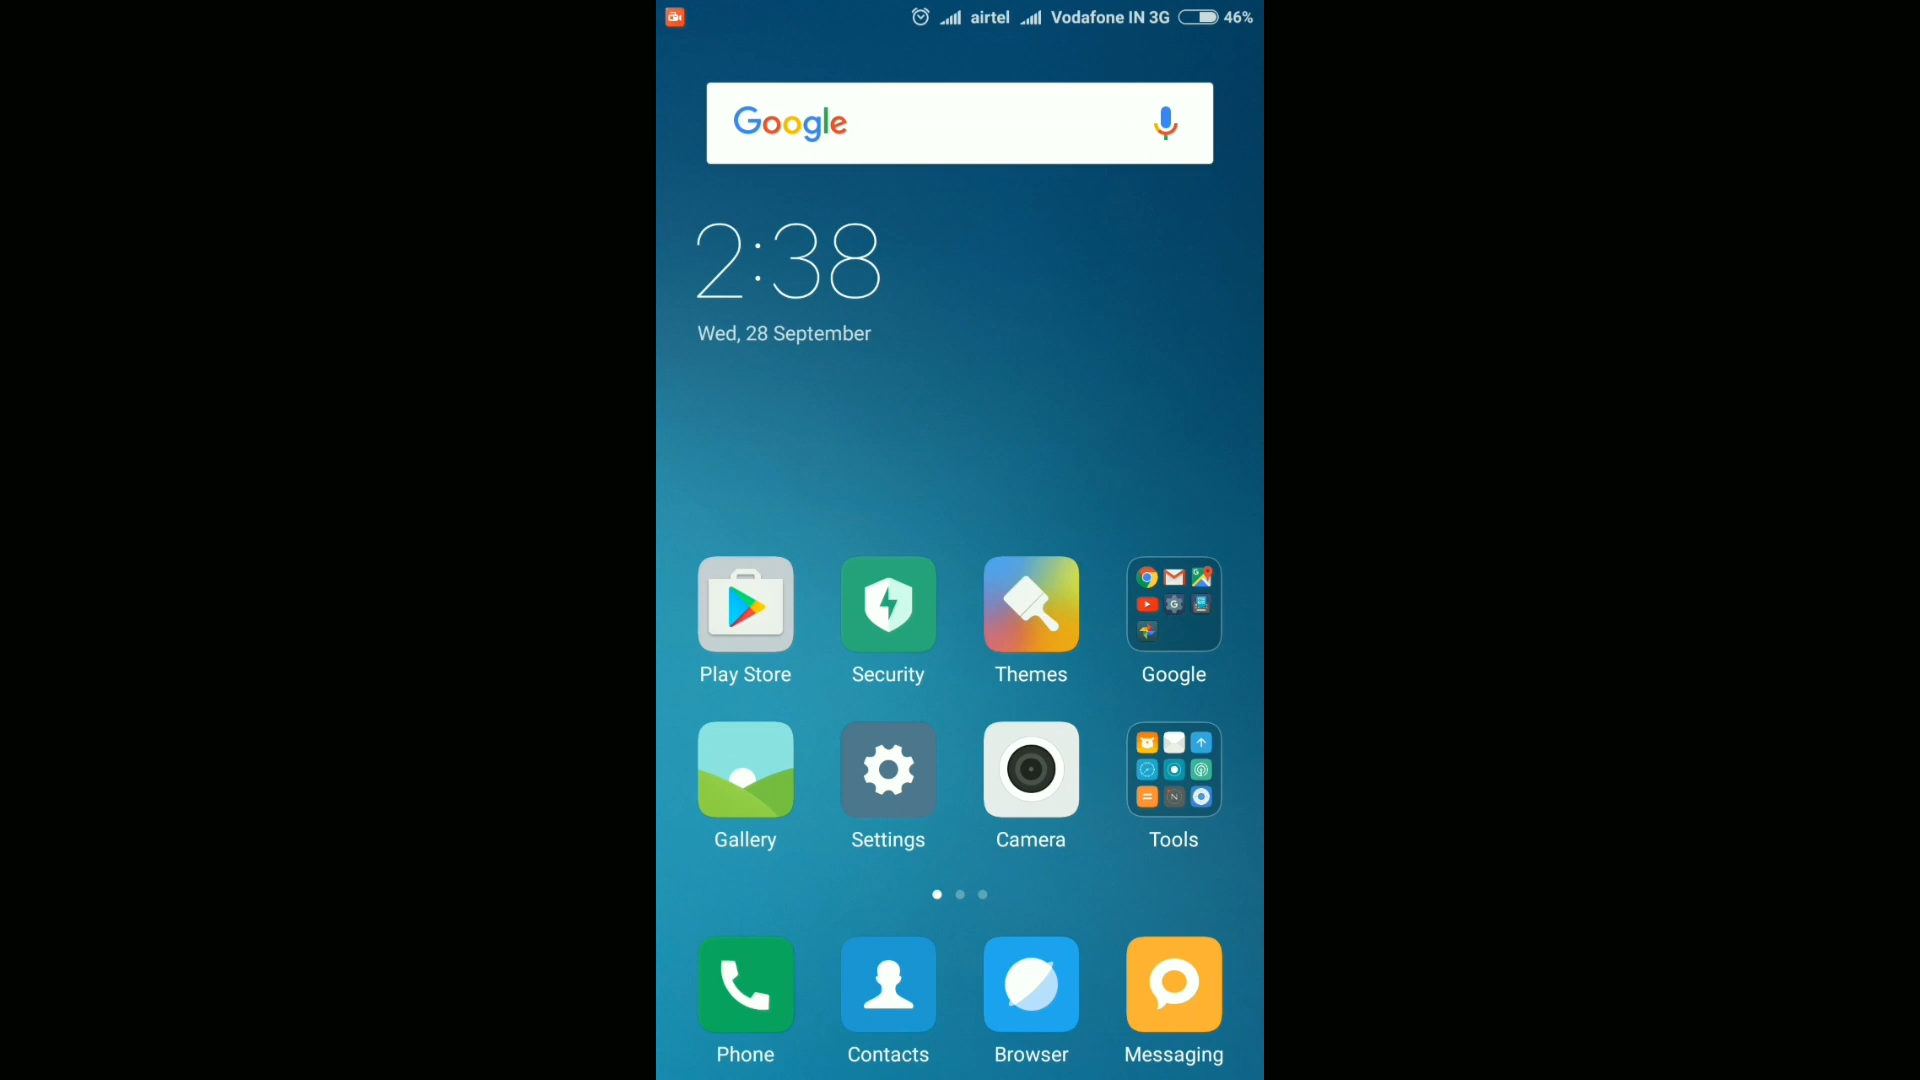 airtel Vodafone IN 3G 46%
Google
2:38
Wed, 28 September
Play Store Security Themes Google
Gallery Settings Camera Tools
Phone Contacts Browser Messaging